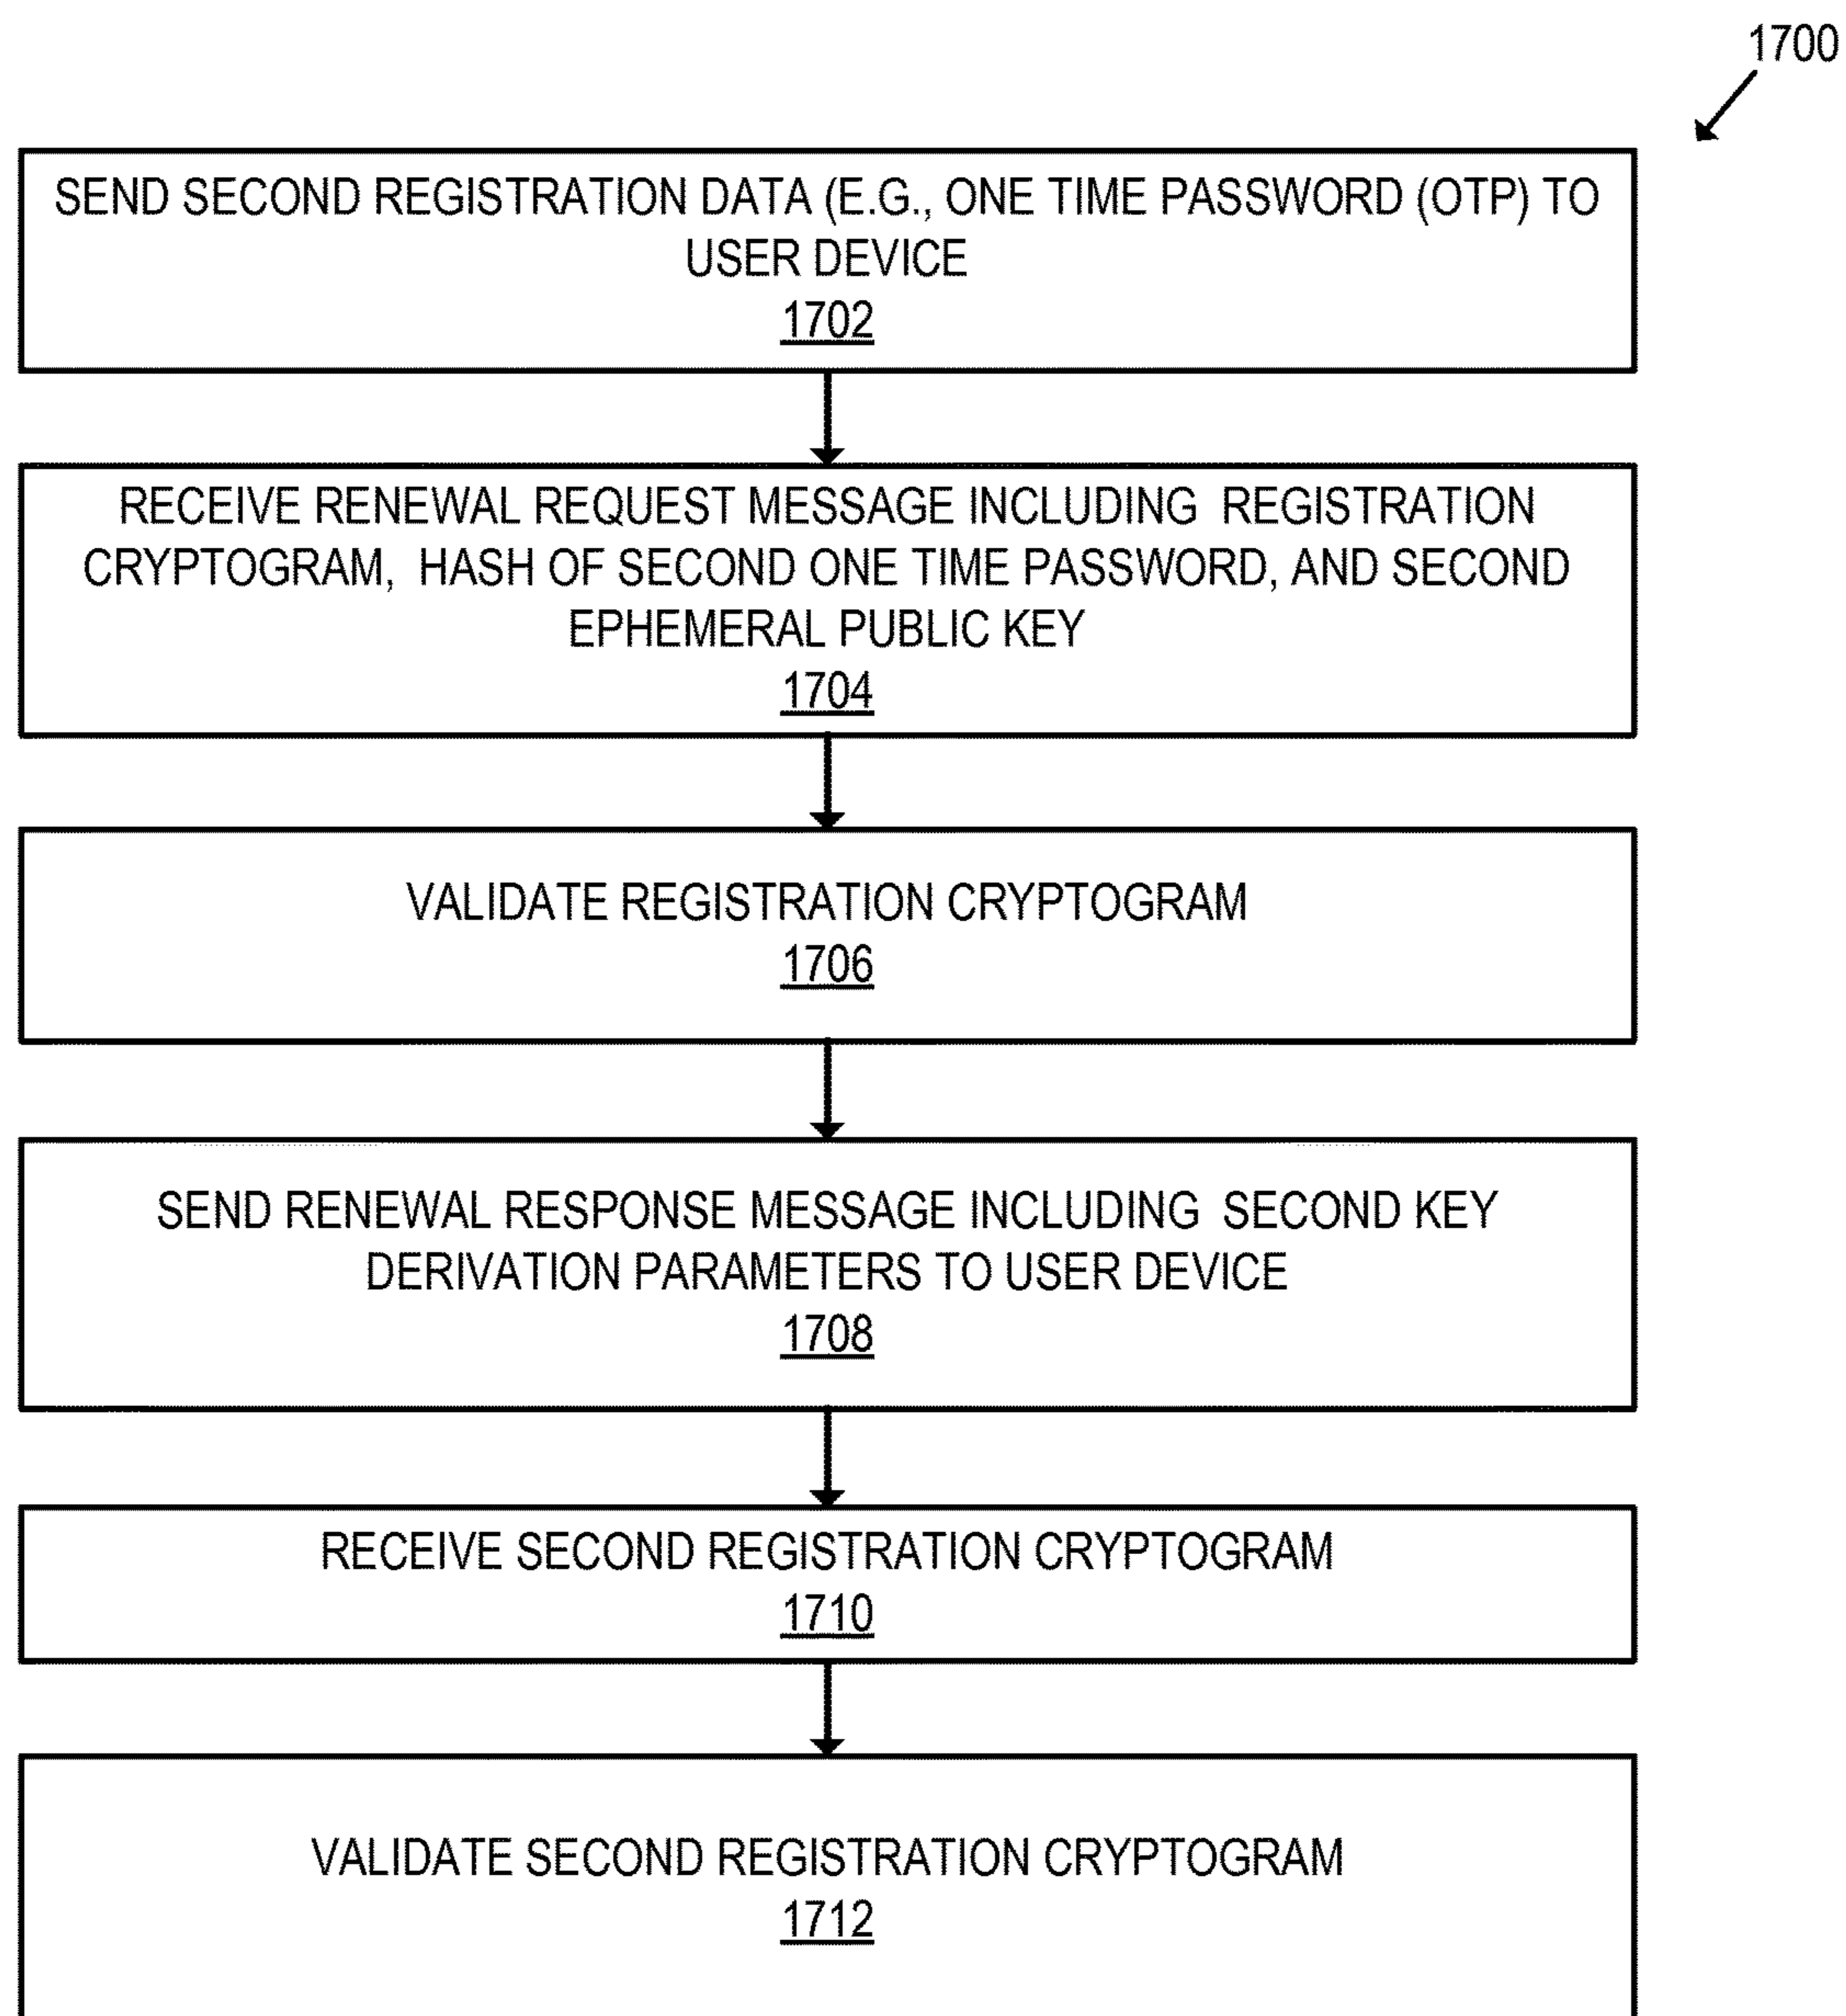 1700
SEND SECOND REGISTRATION DATA (E.G., ONE TIME PASSWORD (OTP) TO
USER DEVICE
1702
RECEIVE RENEWAL REQUEST MESSAGE INCLUDING REGISTRATION
CRYPTOGRAM, HASH OF SECOND ONE TIME PASSWORD, AND SECOND
EPHEMERAL PUBLIC KEY
1704
VALIDATE REGISTRATION CRYPTOGRAM
1706
SEND RENEWAL RESPONSE MESSAGE INCLUDING SECOND KEY
DERIVATION PARAMETERS TO USER DEVICE
1708
RECEIVE SECOND REGISTRATION CRYPTOGRAM
1710
VALIDATE SECOND REGISTRATION CRYPTOGRAM
1712